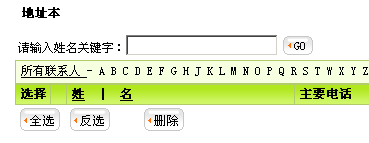 地址本
请输入姓名关键字： GO
所有联系人 - A B C D E F G H J K L M N O P Q R S T W X Y Z
选择 姓 | 名 主要电话
全选 反选 删除